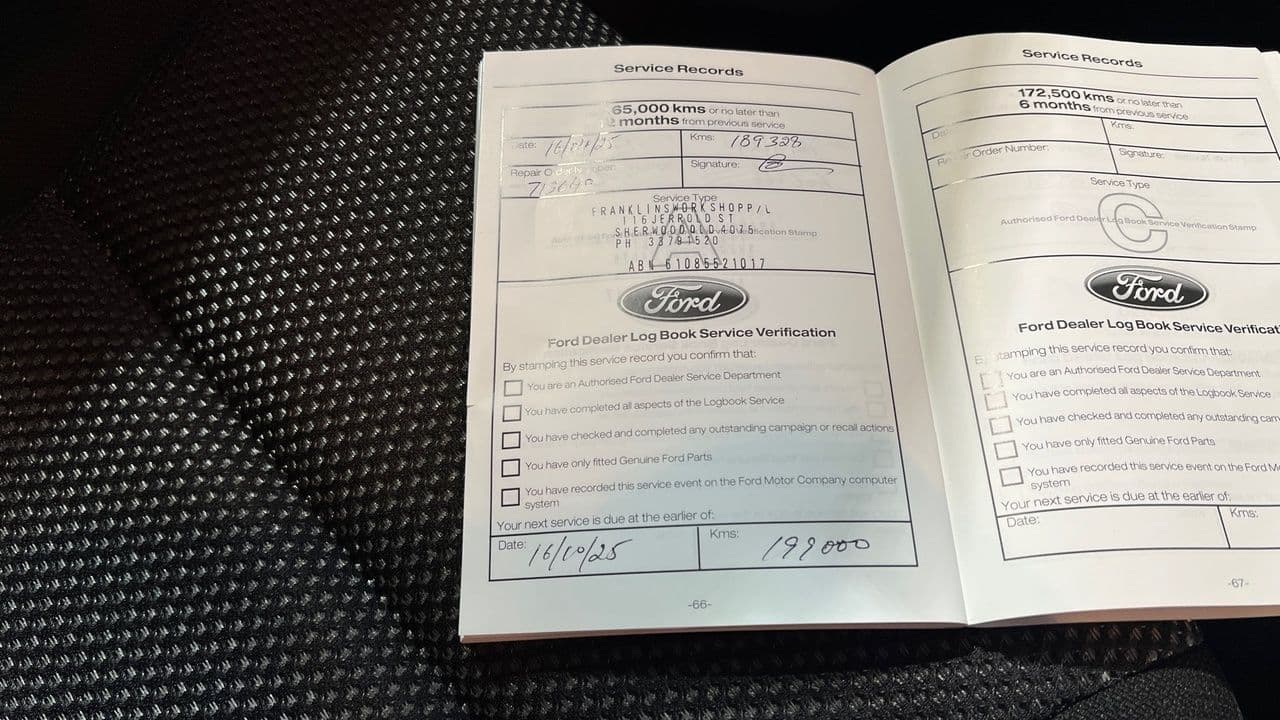 Service Records
65,000 kms or no later than
2 months from previous service
Date: 16/04/25
Kms: 189328
Repair Order Number:
Signature:
Service Type
FRANKLINSWORKSHOPP/L
116JERROLD ST
SHERWOODQLD4075
PH 33791520
ABN 61085521017
A
Verification Stamp
Ford
Ford Dealer Log Book Service Verification
By stamping this service record you confirm that:
You are an Authorised Ford Dealer Service Department
You have completed all aspects of the Logbook Service
You have checked and completed any outstanding campaign or recall actions
You have only fitted Genuine Ford Parts
You have recorded this service event on the Ford Motor Company computer
system
Your next service is due at the earlier of:
Date: 16/10/25
Kms: 199000
-66-
Service Records
172,500 kms or no later than
6 months from previous service
Date:
Kms:
Repair Order Number:
Signature:
Service Type
C
Authorised Ford Dealer Log Book Service Verification Stamp
Ford
Ford Dealer Log Book Service Verificat
By stamping this service record you confirm that:
You are an Authorised Ford Dealer Service Department
You have completed all aspects of the Logbook Service
You have checked and completed any outstanding cam
You have only fitted Genuine Ford Parts
You have recorded this service event on the Ford M
system
Your next service is due at the earlier of:
Date:
Kms:
-67-